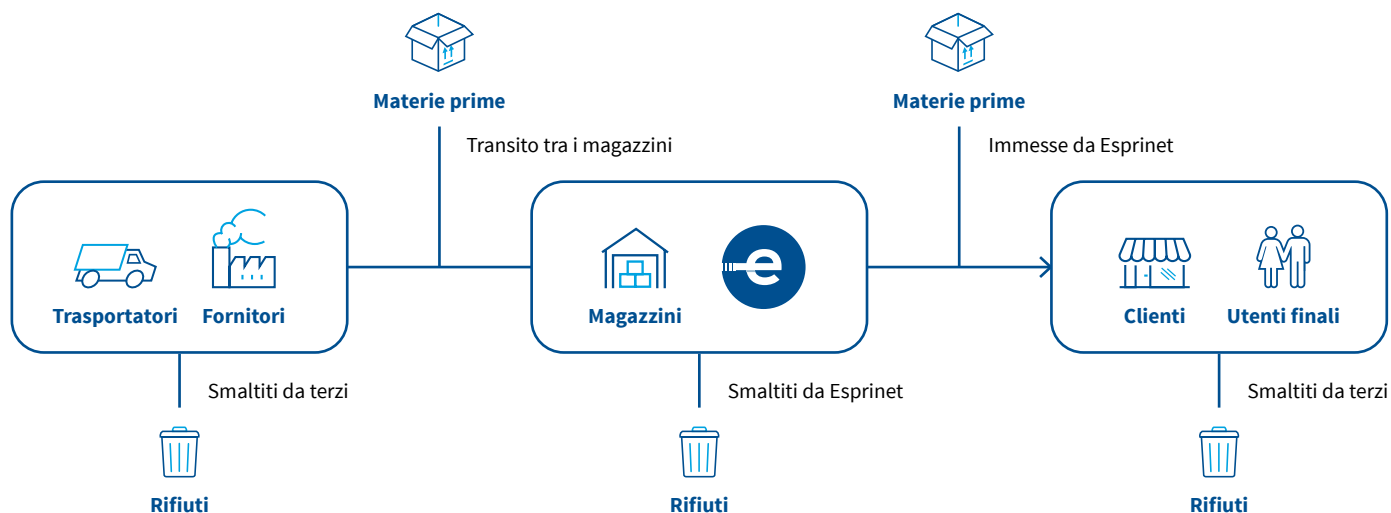 Materie prime
Materie prime
Transito tra i magazzini
Immesse da Esprinet
e
Trasportatori
Fornitori
Magazzini
Clienti
Utenti finali
Smaltiti da terzi
Smaltiti da Esprinet
Smaltiti da terzi
Rifiuti
Rifiuti
Rifiuti